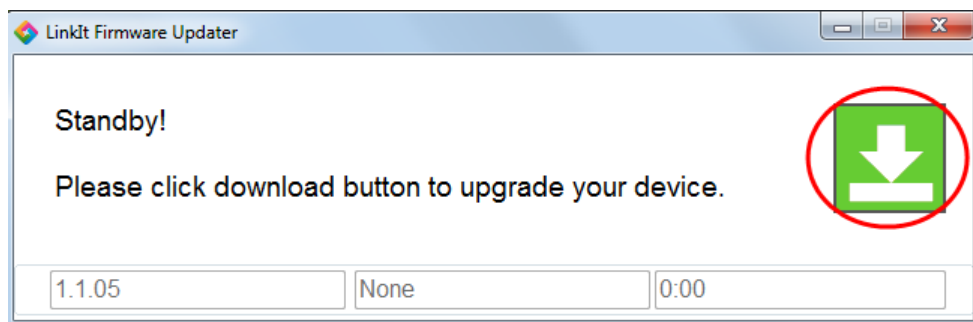 LinkIt Firmware Updater
Standby!
Please click download button to upgrade your device.
1.1.05 None 0:00